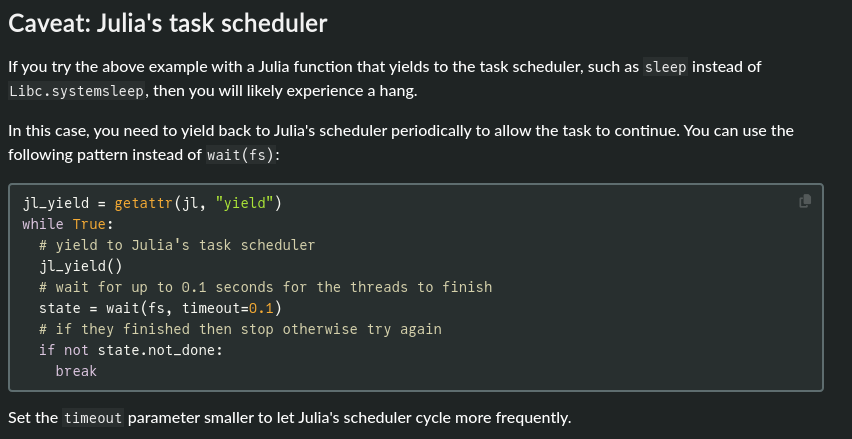 Caveat: Julia's task scheduler
If you try the above example with a Julia function that yields to the task scheduler, such as sleep instead of
Libc.systemsleep, then you will likely experience a hang.
In this case, you need to yield back to Julia's scheduler periodically to allow the task to continue. You can use the
following pattern instead of wait(fs):
jl_yield = getattr(jl, "yield")
while True:
  # yield to Julia's task scheduler
  jl_yield()
  # wait for up to 0.1 seconds for the threads to finish
  state = wait(fs, timeout=0.1)
  # if they finished then stop otherwise try again
  if not state.not_done:
    break
Set the timeout parameter smaller to let Julia's scheduler cycle more frequently.